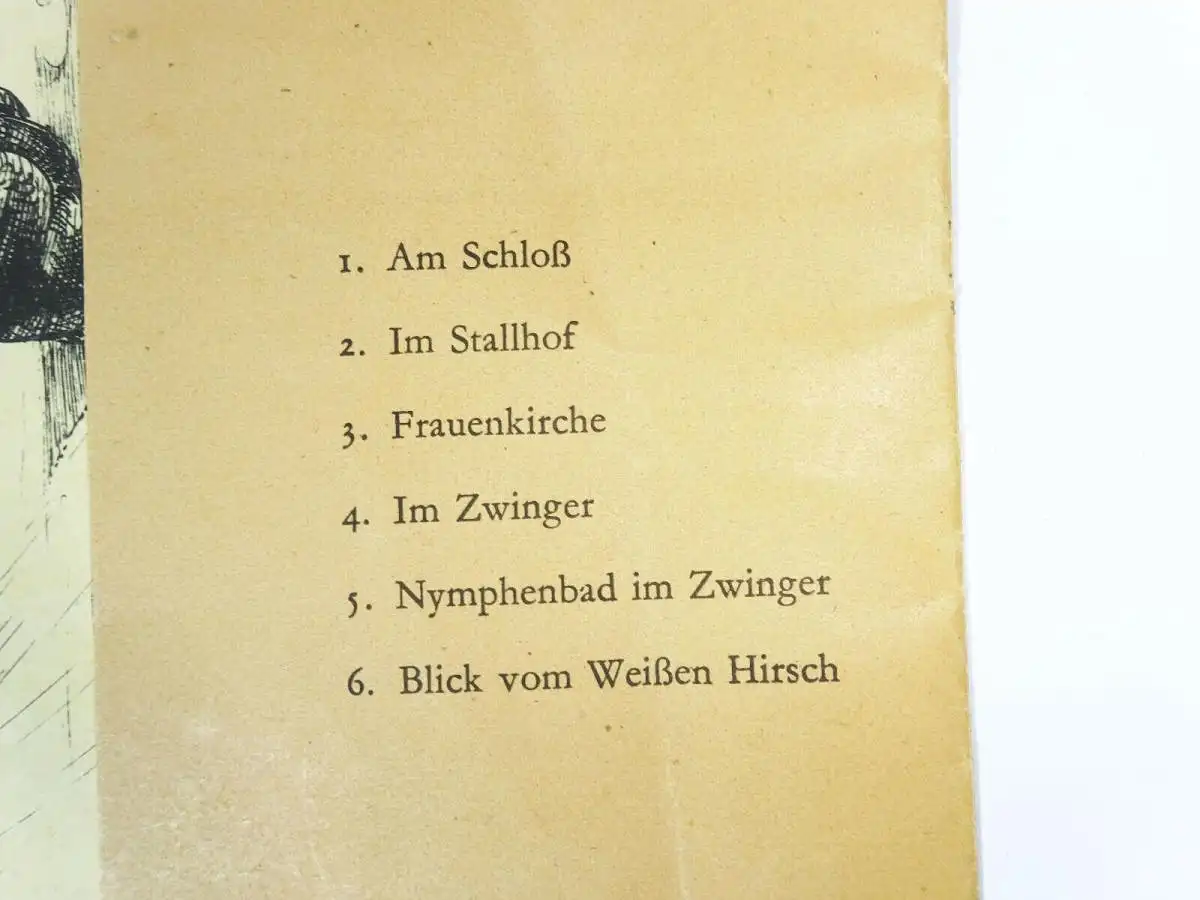 1. Am Schloß
2. Im Stallhof
3. Frauenkirche
4. Im Zwinger
5. Nymphenbad im Zwinger
6. Blick vom Weißen Hirsch